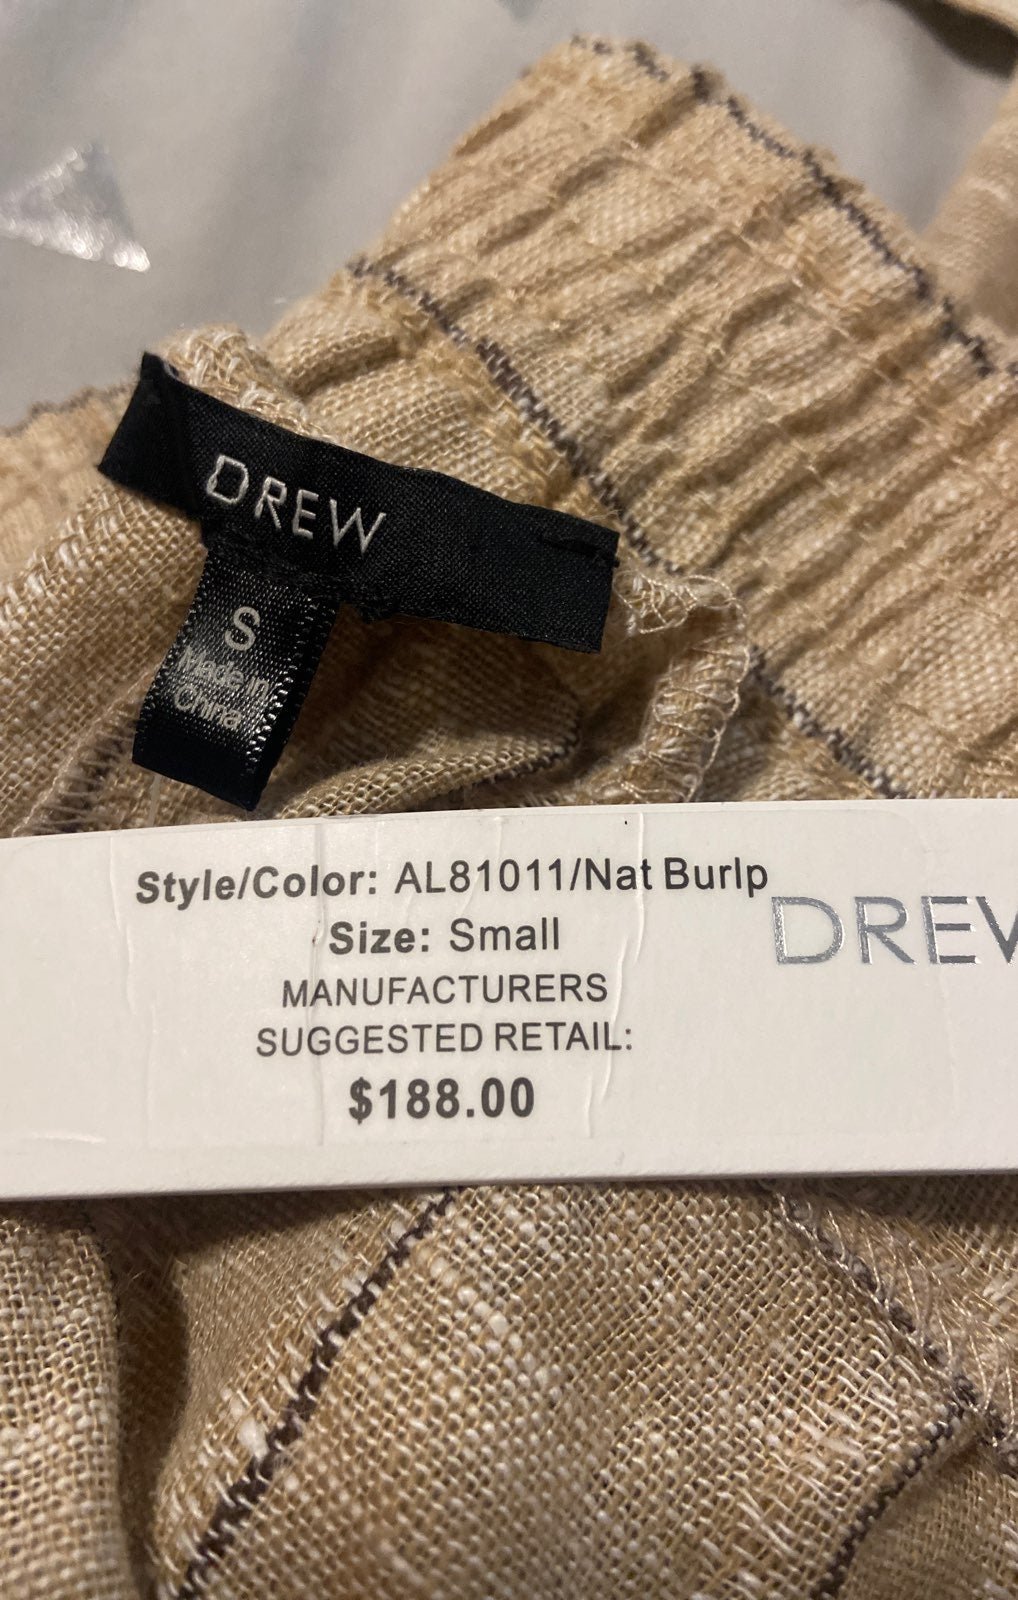 DREW
S
Made in
China
Style/Color: AL81011/Nat Burlp
Size: Small
MANUFACTURERS
SUGGESTED RETAIL:
$188.00
DREW